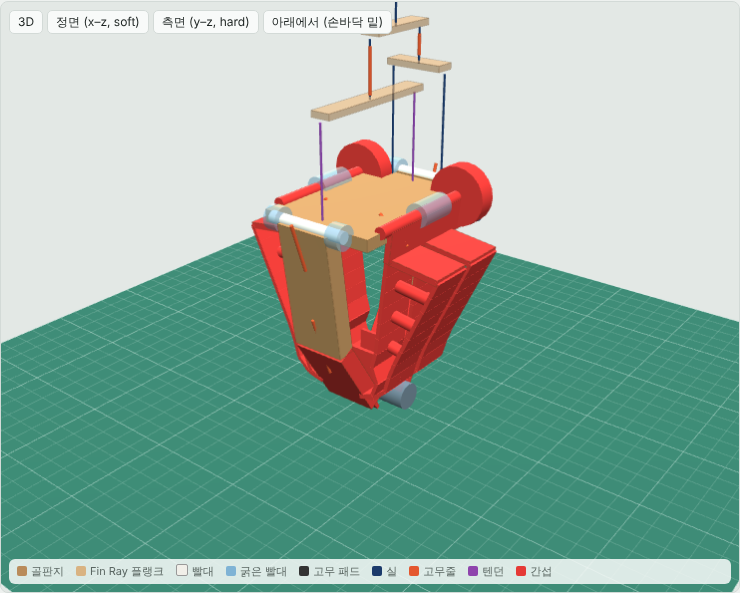 3D
정면 (x–z, soft)
측면 (y–z, hard)
아래에서 (손바닥 밑)
골판지
Fin Ray 플랭크
빨대
굵은 빨대
고무 패드
실
고무줄
텐던
간섭